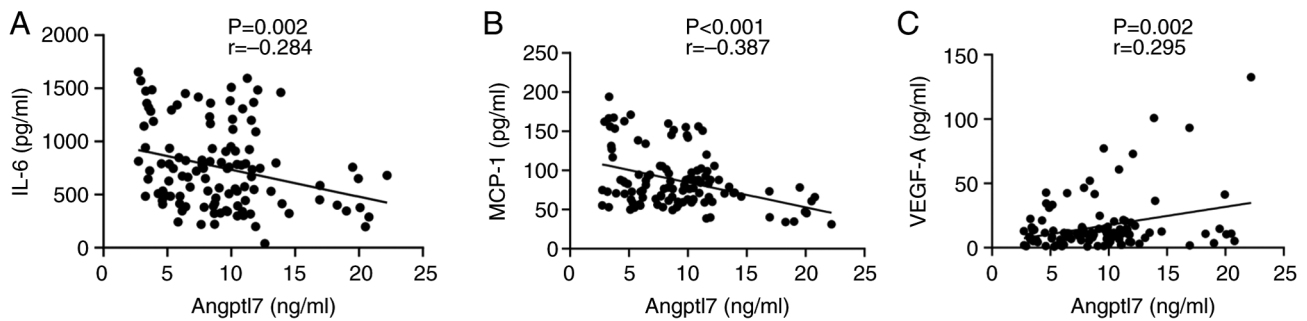 A
P=0.002
r=–0.284
IL-6 (pg/ml)
2000
1500
1000
500
0
0 5 10 15 20 25
Angptl7 (ng/ml)
B
P<0.001
r=–0.387
MCP-1 (pg/ml)
250
200
150
100
50
0
0 5 10 15 20 25
Angptl7 (ng/ml)
C
P=0.002
r=0.295
VEGF-A (pg/ml)
150
100
50
0
0 5 10 15 20 25
Angptl7 (ng/ml)